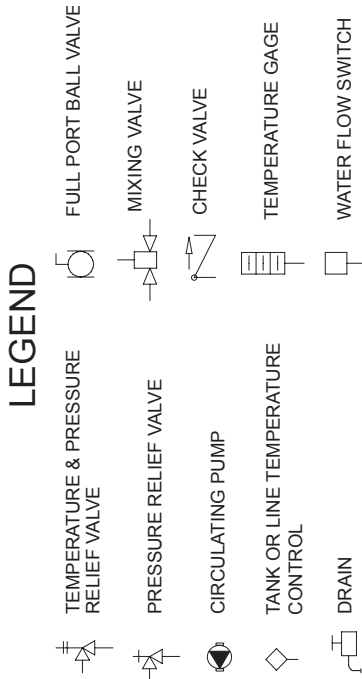 LEGEND
TEMPERATURE & PRESSURE
RELIEF VALVE
PRESSURE RELIEF VALVE
CIRCULATING PUMP
TANK OR LINE TEMPERATURE
CONTROL
DRAIN
FULL PORT BALL VALVE
MIXING VALVE
CHECK VALVE
TEMPERATURE GAGE
WATER FLOW SWITCH